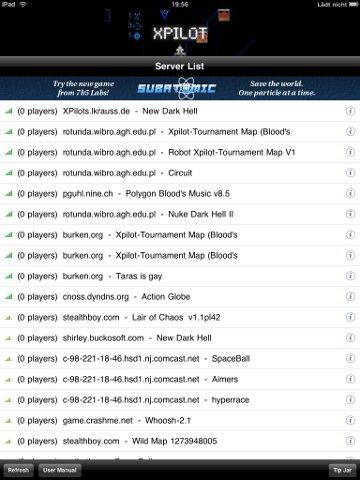 iPad 19:56 Lädt nicht
XPILOT
Server List
Try the new game
from 7b5 Labs!
SUBATOMIC
Save the world.
One particle at a time.
(0 players) XPilots.lkrauss.de - New Dark Hell
(0 players) rotunda.wibro.agh.edu.pl - Xpilot-Tournament Map (Blood's
(0 players) rotunda.wibro.agh.edu.pl - Robot Xpilot-Tournament Map V1
(0 players) rotunda.wibro.agh.edu.pl - Circuit
(0 players) pguhl.nine.ch - Polygon Blood's Music v8.5
(0 players) rotunda.wibro.agh.edu.pl - Nuke Dark Hell II
(0 players) burken.org - Xpilot-Tournament Map (Blood's
(0 players) burken.org - Xpilot-Tournament Map (Blood's
(0 players) burken.org - Taras is gay
(0 players) cnoss.dyndns.org - Action Globe
(0 players) stealthboy.com - Lair of Chaos v1.1pl42
(0 players) shirley.buckosoft.com - New Dark Hell
(0 players) c-98-221-18-46.hsd1.nj.comcast.net - SpaceBall
(0 players) c-98-221-18-46.hsd1.nj.comcast.net - Aimers
(0 players) c-98-221-18-46.hsd1.nj.comcast.net - hyperrace
(0 players) game.crashme.net - Whoosh-2.1
(0 players) stealthboy.com - Wild Map 1273948005
Refresh User Manual Tip Jar